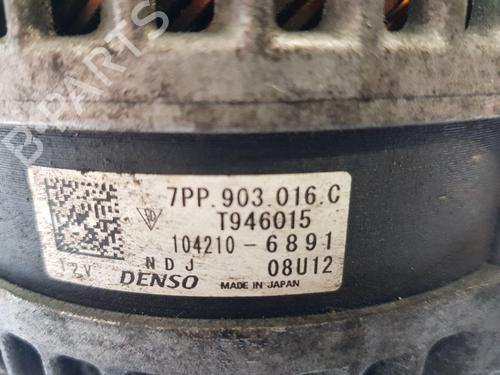 B-PARTS
7PP.903.016.C
T946015
104210-6891
12V NDJ 08U12
DENSO MADE IN JAPAN